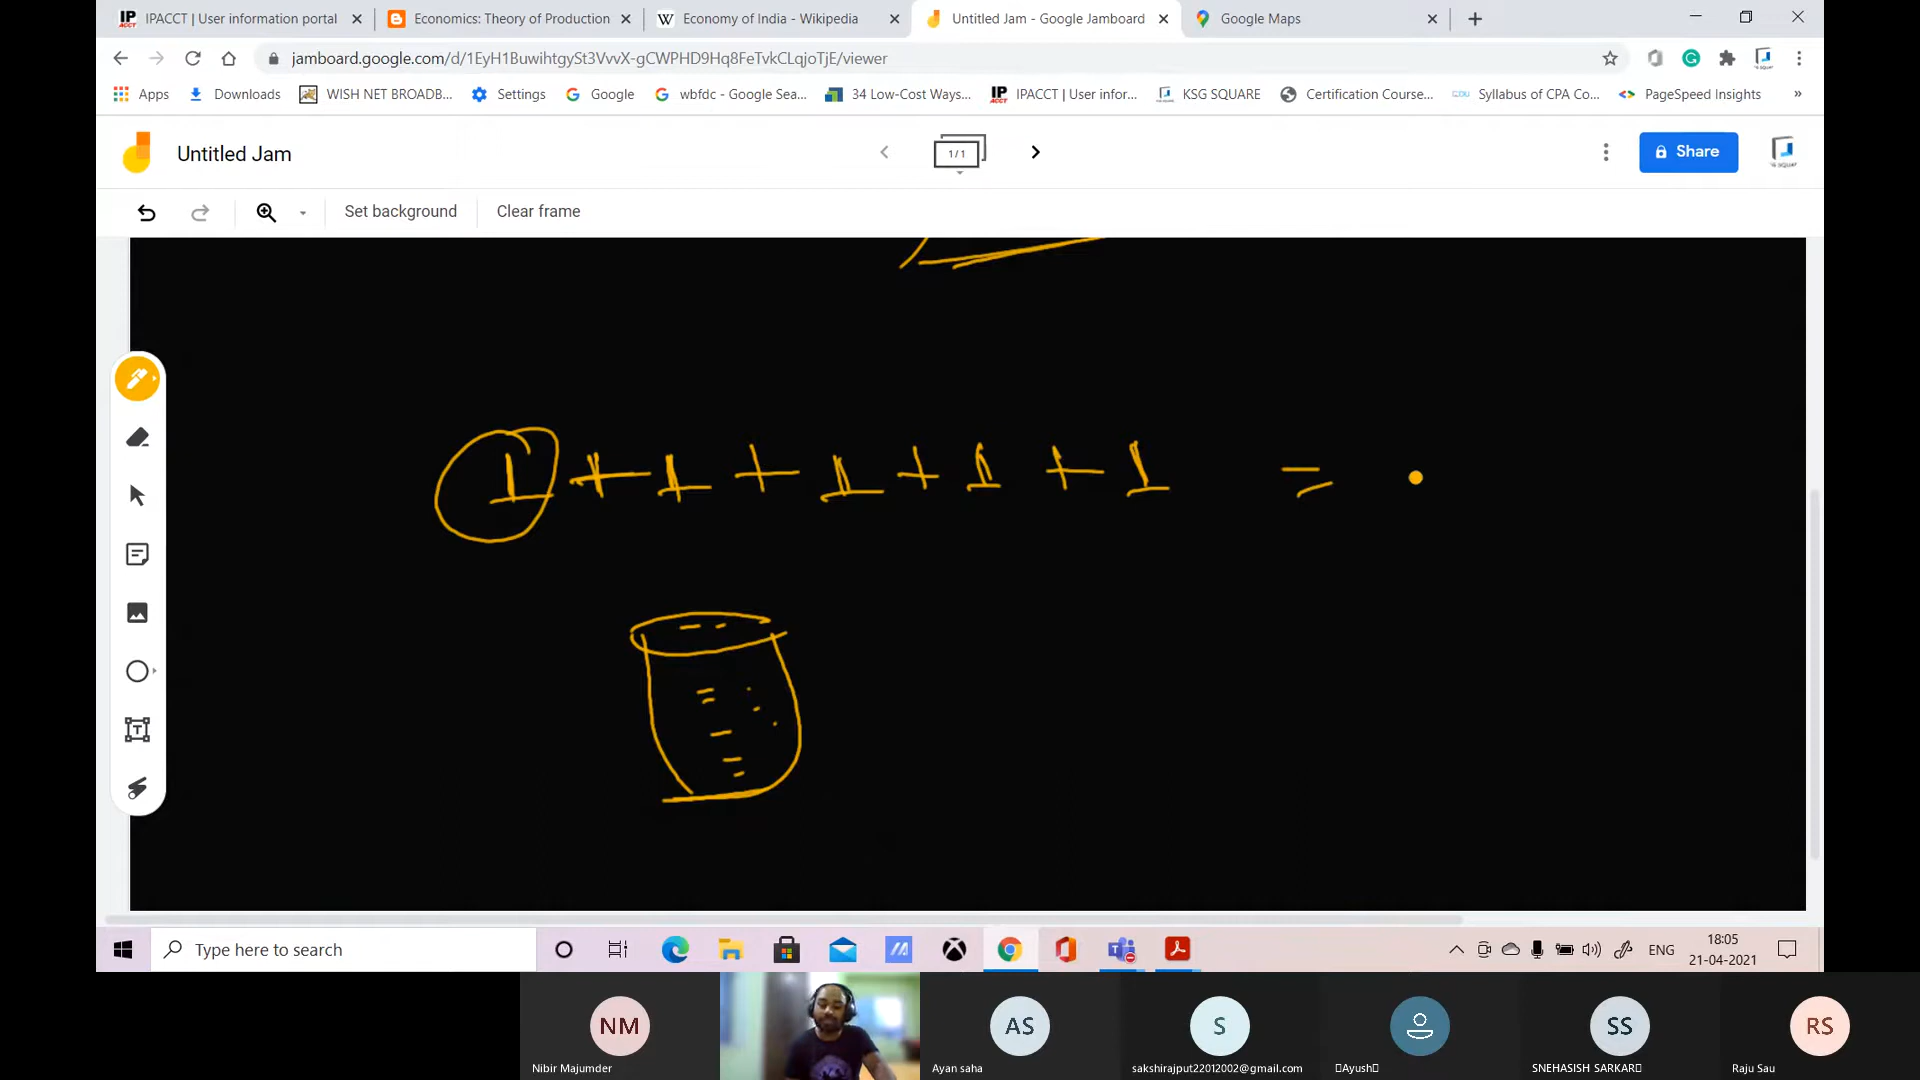 IPACCT | User information portal
Economics: Theory of Production
Economy of India - Wikipedia
Untitled Jam - Google Jamboard
Google Maps
jamboard.google.com/d/1EyH1BuwihtgySt3VvvX-gCWPHD9Hq8FeTvkCLqjoTjE/viewer
Apps Downloads WISH NET BROADB... Settings Google wbfdc - Google Sea... 34 Low-Cost Ways... IPACCT | User infor... KSG SQUARE Certification Course... Syllabus of CPA Co... PageSpeed Insights »
Untitled Jam
1/1
Share
Set background
Clear frame
1 + 1 + 1 + 1 + 1 =
Type here to search
ENG
18:05
21-04-2021
NM
AS
S
SS
RS
Nibir Majumder
Ayan saha
sakshirajput22012002@gmail.com
Ayush
SNEHASISH SARKAR
Raju Sau